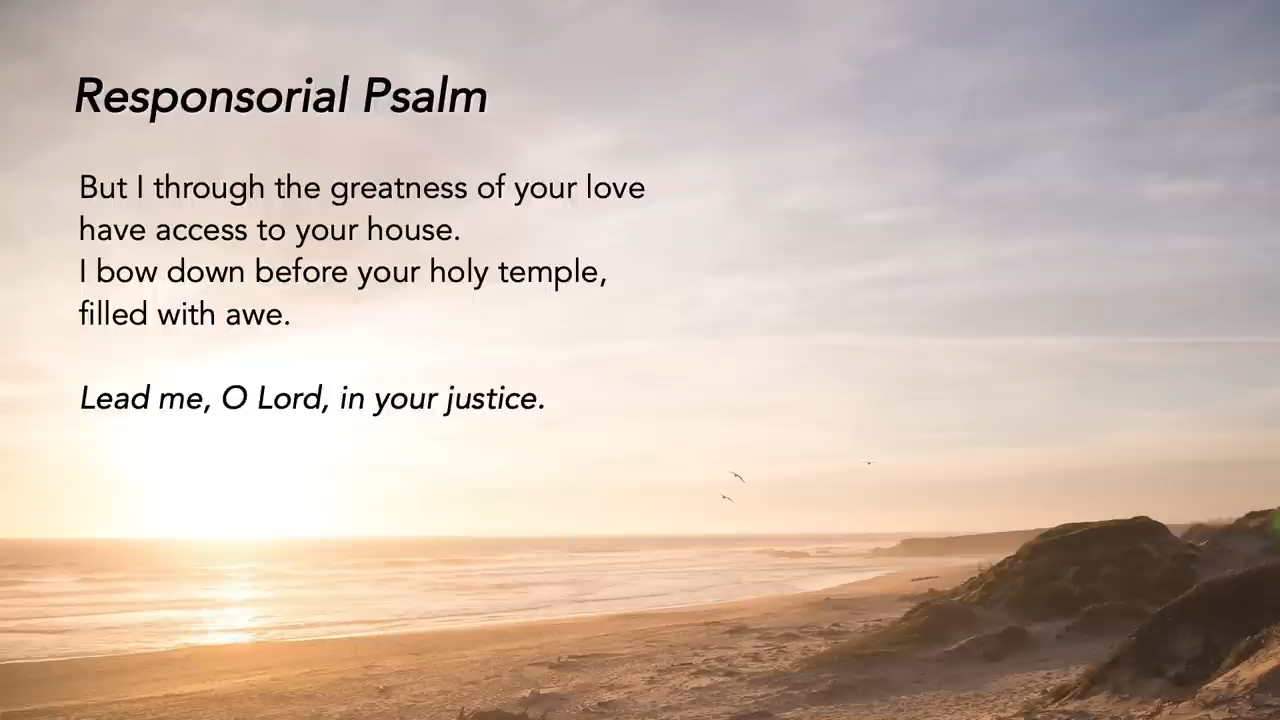 Responsorial Psalm
But I through the greatness of your love
have access to your house.
I bow down before your holy temple,
filled with awe.
Lead me, O Lord, in your justice.